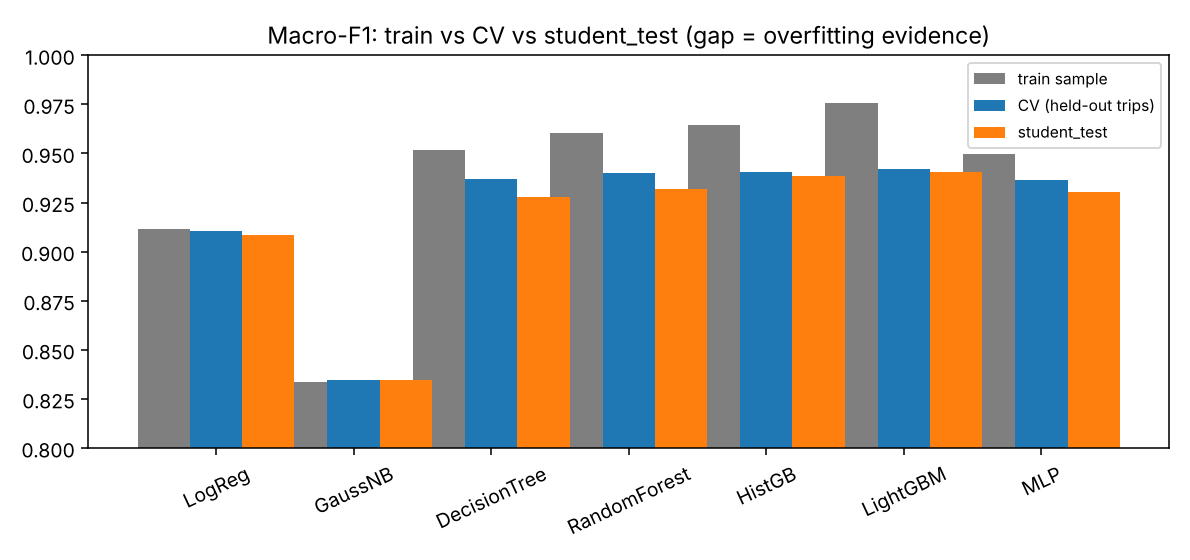 Macro-F1: train vs CV vs student_test (gap = overfitting evidence)
1.000
0.975
0.950
0.925
0.900
0.875
0.850
0.825
0.800
train sample
CV (held-out trips)
student_test
LogReg
GaussNB
DecisionTree
RandomForest
HistGB
LightGBM
MLP